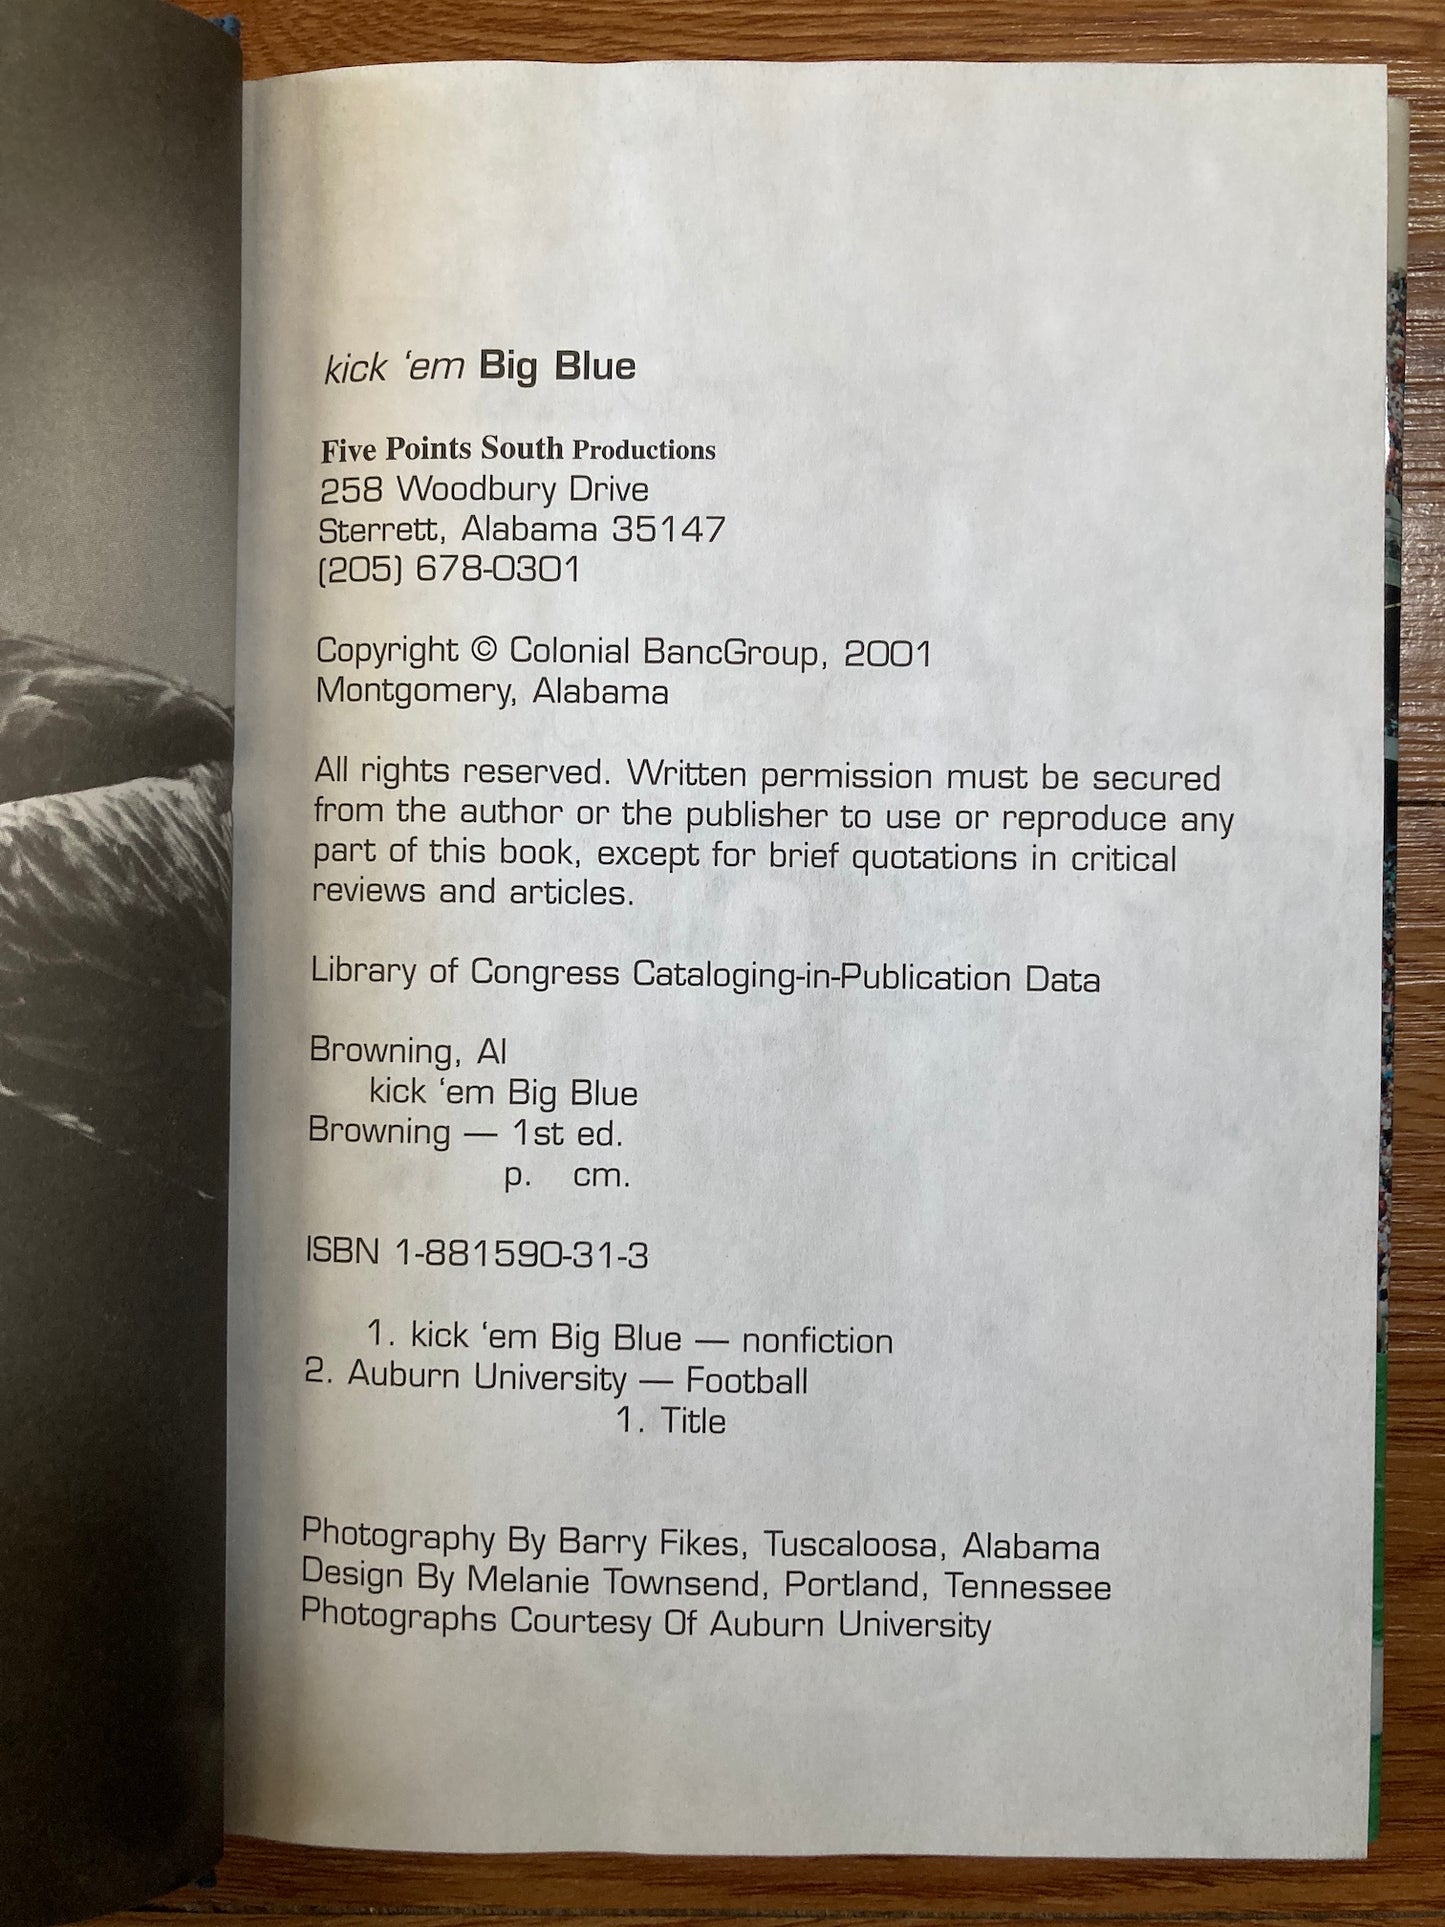 kick ‘em Big Blue
Five Points South Productions
258 Woodbury Drive
Sterrett, Alabama 35147
(205) 678-0301
Copyright © Colonial BancGroup, 2001
Montgomery, Alabama
All rights reserved. Written permission must be secured
from the author or the publisher to use or reproduce any
part of this book, except for brief quotations in critical
reviews and articles.
Library of Congress Cataloging-in-Publication Data
Browning, Al
kick ‘em Big Blue
Browning — 1st ed.
p. cm.
ISBN 1-881590-31-3
1. kick ‘em Big Blue — nonfiction
2. Auburn University — Football
1. Title
Photography By Barry Fikes, Tuscaloosa, Alabama
Design By Melanie Townsend, Portland, Tennessee
Photographs Courtesy Of Auburn University